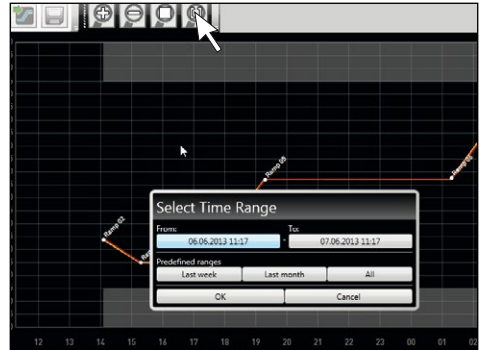 Ramp 05
Ramp 06
Ramp 02
Select Time Range
From:
To:
06.06.2013 11:17 - 07.06.2013 11:17
Predefined ranges
Last week Last month All
OK Cancel
12 13 14 15 16 17 18 19 20 21 22 23 00 01 02